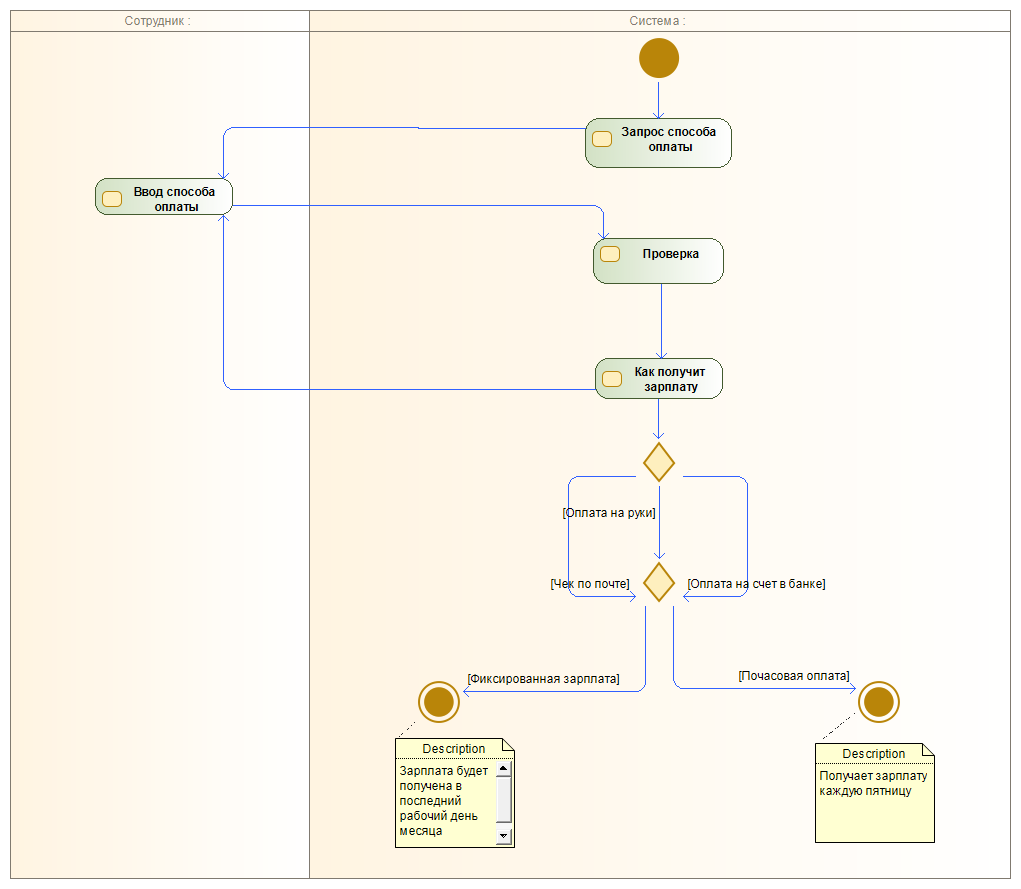 Сотрудник :
Система :
Запрос способа
оплаты
Ввод способа
оплаты
Проверка
Как получит
зарплату
[Оплата на руки]
[Чек по почте]
[Оплата на счет в банке]
[Фиксированная зарплата]
[Почасовая оплата]
Description
Зарплата будет
получена в
последний
рабочий день
месяца
Description
Получает зарплату
каждую пятницу